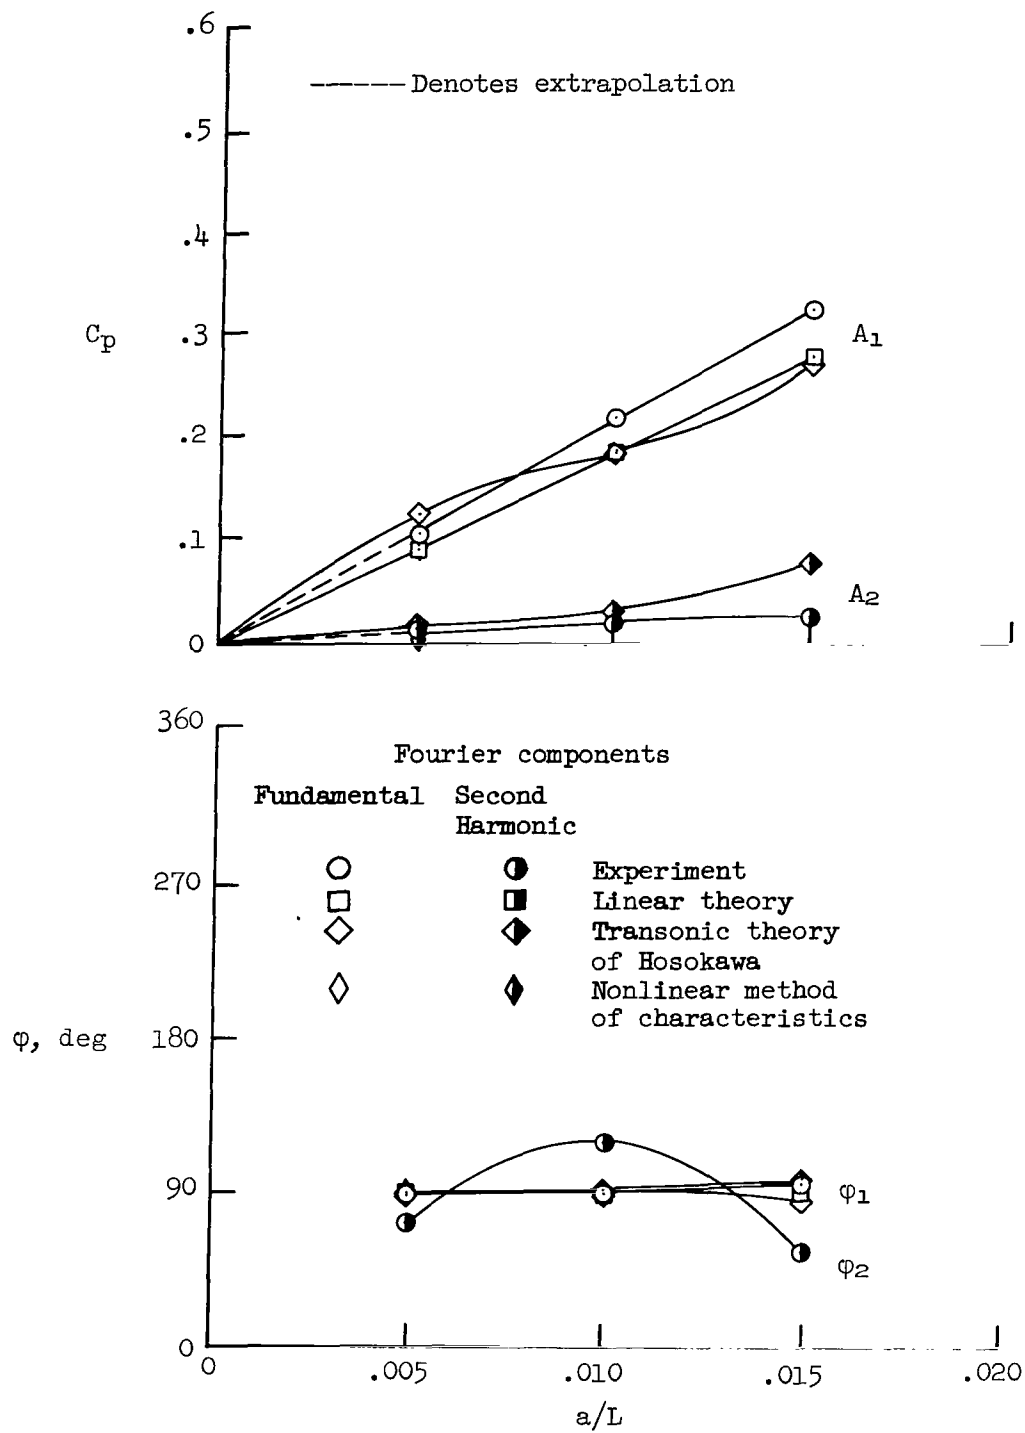 .6
Denotes extrapolation
.5
.4
Cp
.3
A1
.2
.1
A2
0
360
Fourier components
Fundamental Second
Harmonic
270
Experiment
Linear theory
Transonic theory
of Hosokawa
Nonlinear method
of characteristics
φ, deg
180
90
φ1
φ2
0
0 .005 .010 .015 .020
a/L